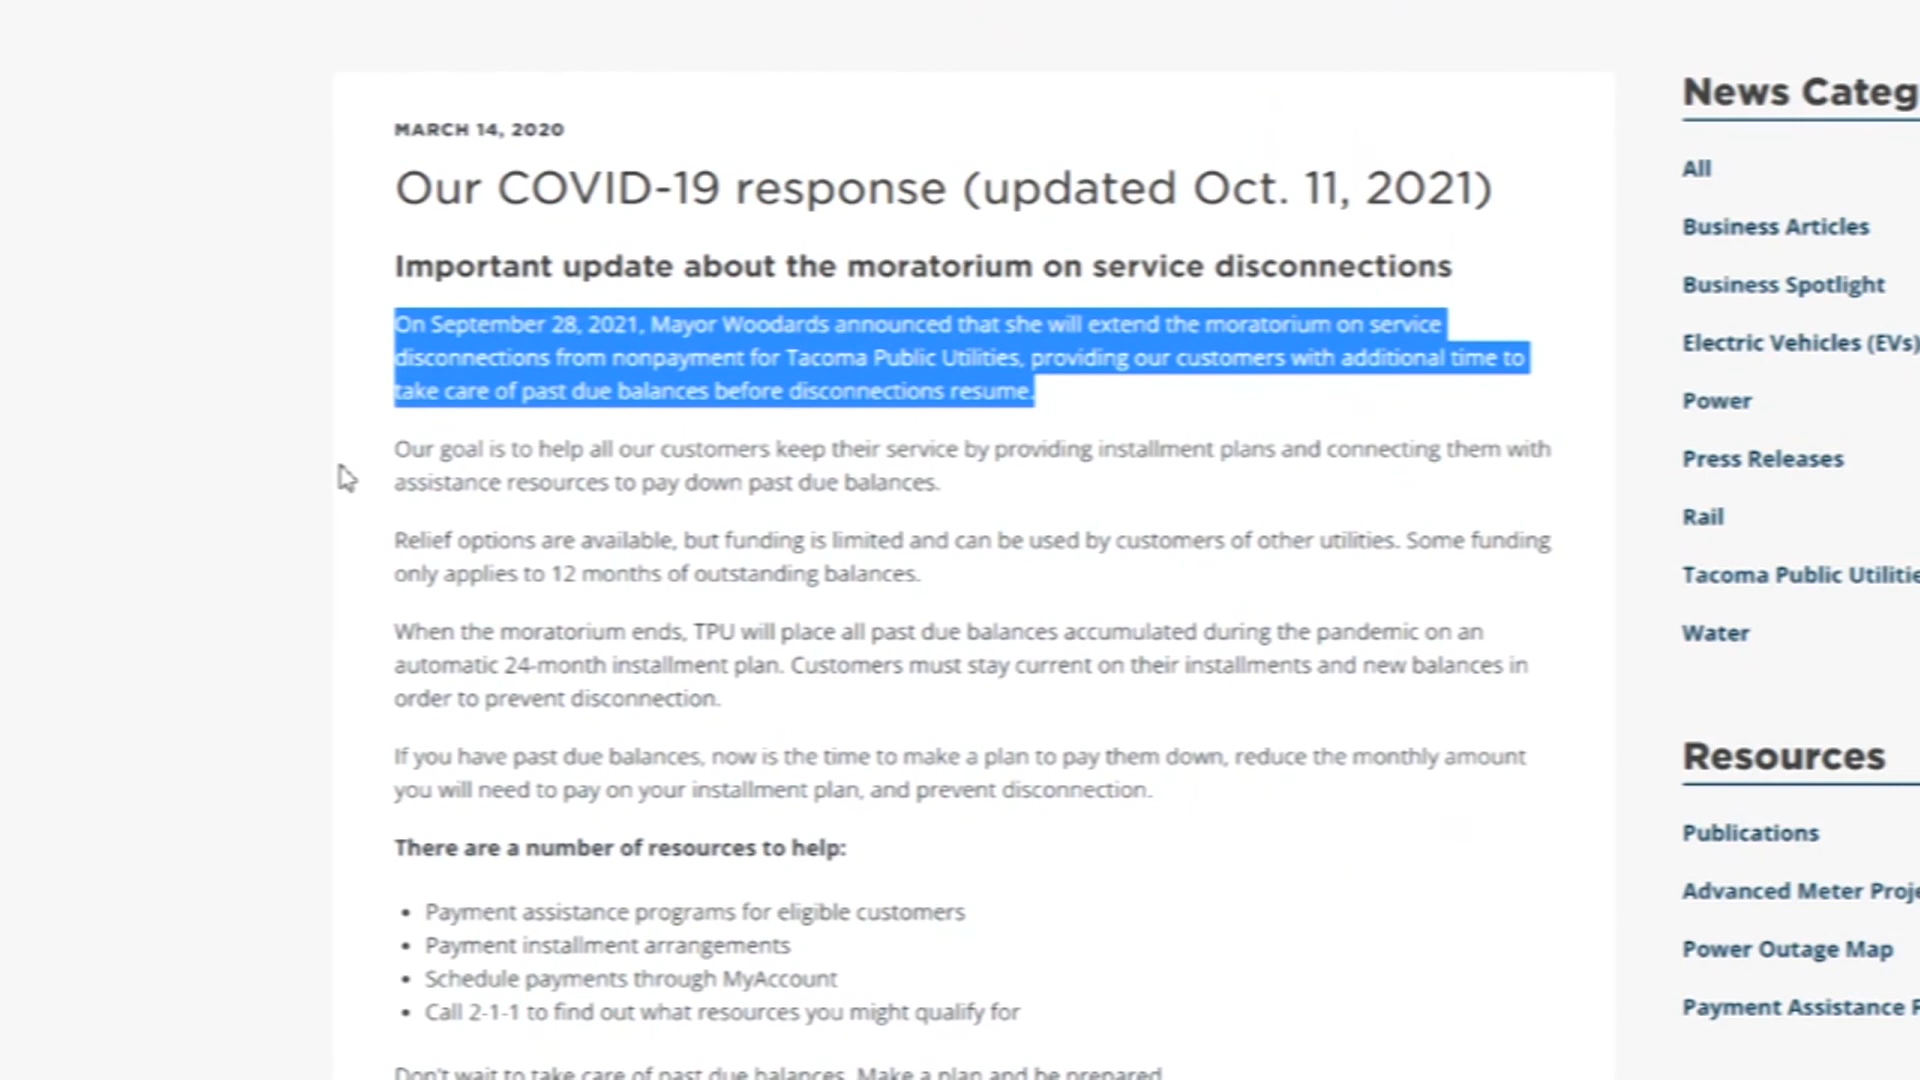 MARCH 14, 2020
Our COVID-19 response (updated Oct. 11, 2021)
Important update about the moratorium on service disconnections
On September 28, 2021, Mayor Woodards announced that she will extend the moratorium on service
disconnections from nonpayment for Tacoma Public Utilities, providing our customers with additional time to
take care of past due balances before disconnections resume.
Our goal is to help all our customers keep their service by providing installment plans and connecting them with
assistance resources to pay down past due balances.
Relief options are available, but funding is limited and can be used by customers of other utilities. Some funding
only applies to 12 months of outstanding balances.
When the moratorium ends, TPU will place all past due balances accumulated during the pandemic on an
automatic 24-month installment plan. Customers must stay current on their installments and new balances in
order to prevent disconnection.
If you have past due balances, now is the time to make a plan to pay them down, reduce the monthly amount
you will need to pay on your installment plan, and prevent disconnection.
There are a number of resources to help:
• Payment assistance programs for eligible customers
• Payment installment arrangements
• Schedule payments through MyAccount
• Call 2-1-1 to find out what resources you might qualify for
Don't wait to take care of past due balances. Make a plan and be prepared
News Categ
All
Business Articles
Business Spotlight
Electric Vehicles (EVs)
Power
Press Releases
Rail
Tacoma Public Utilitie
Water
Resources
Publications
Advanced Meter Proje
Power Outage Map
Payment Assistance P